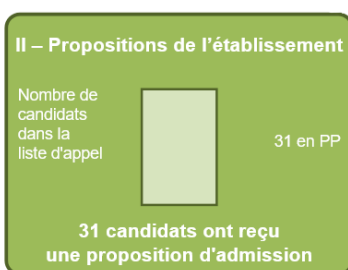 II – Propositions de l'établissement
Nombre de
candidats
dans la
liste d'appel
31 en PP
31 candidats ont reçu
une proposition d'admission